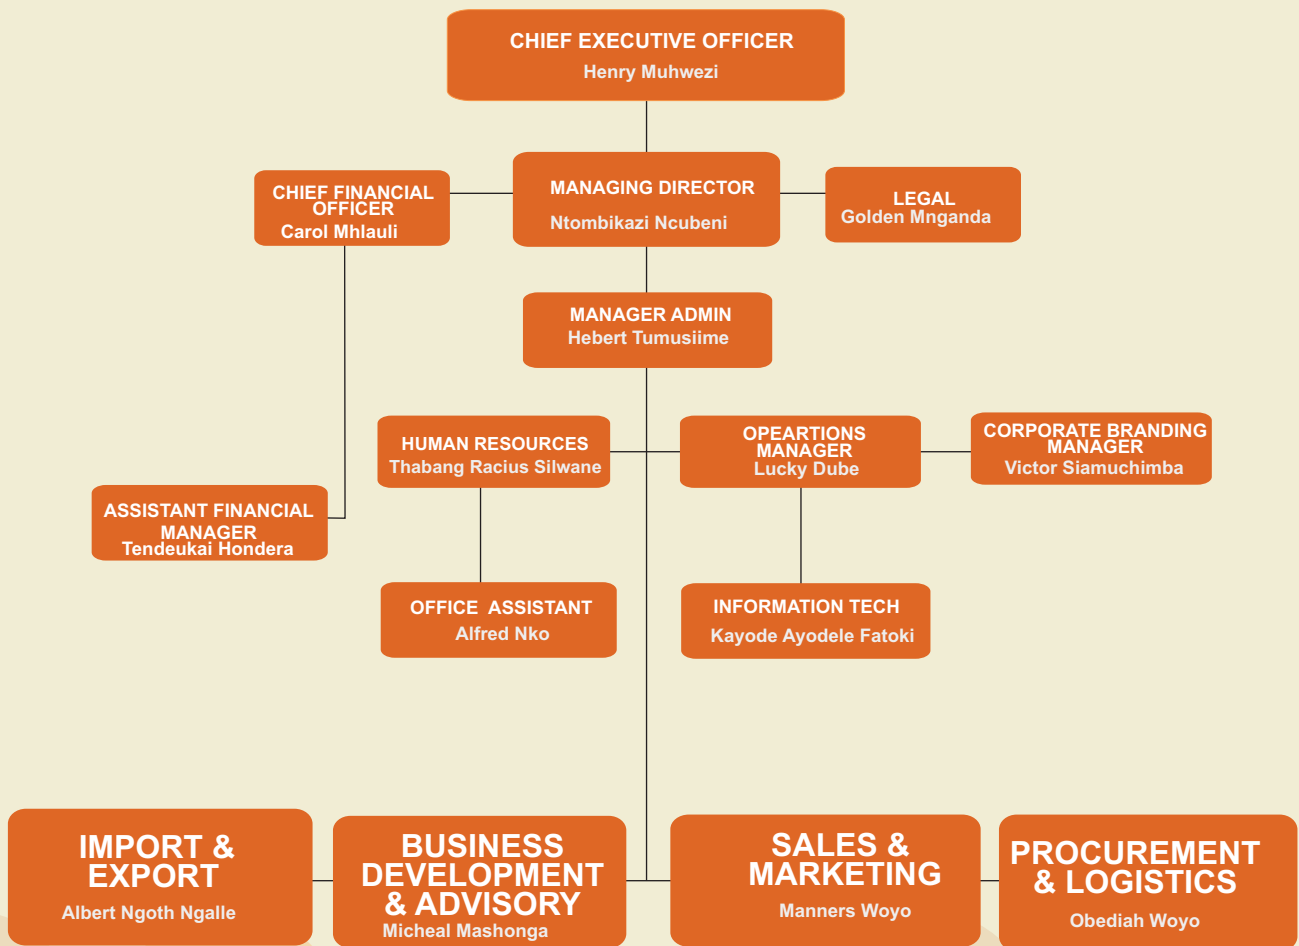 CHIEF EXECUTIVE OFFICER
Henry Muhwezi
CHIEF FINANCIAL
OFFICER
Carol Mhlauli
MANAGING DIRECTOR
Ntombikazi Ncubeni
LEGAL
Golden Mnganda
MANAGER ADMIN
Hebert Tumusiime
HUMAN RESOURCES
Thabang Racius Silwane
OPEARTIONS
MANAGER
Lucky Dube
CORPORATE BRANDING
MANAGER
Victor Siamuchimba
ASSISTANT FINANCIAL
MANAGER
Tendeukai Hondera
OFFICE ASSISTANT
Alfred Nko
INFORMATION TECH
Kayode Ayodele Fatoki
IMPORT &
EXPORT
Albert Ngoth Ngalle
BUSINESS
DEVELOPMENT
& ADVISORY
Micheal Mashonga
SALES &
MARKETING
Manners Woyo
PROCUREMENT
& LOGISTICS
Obediah Woyo